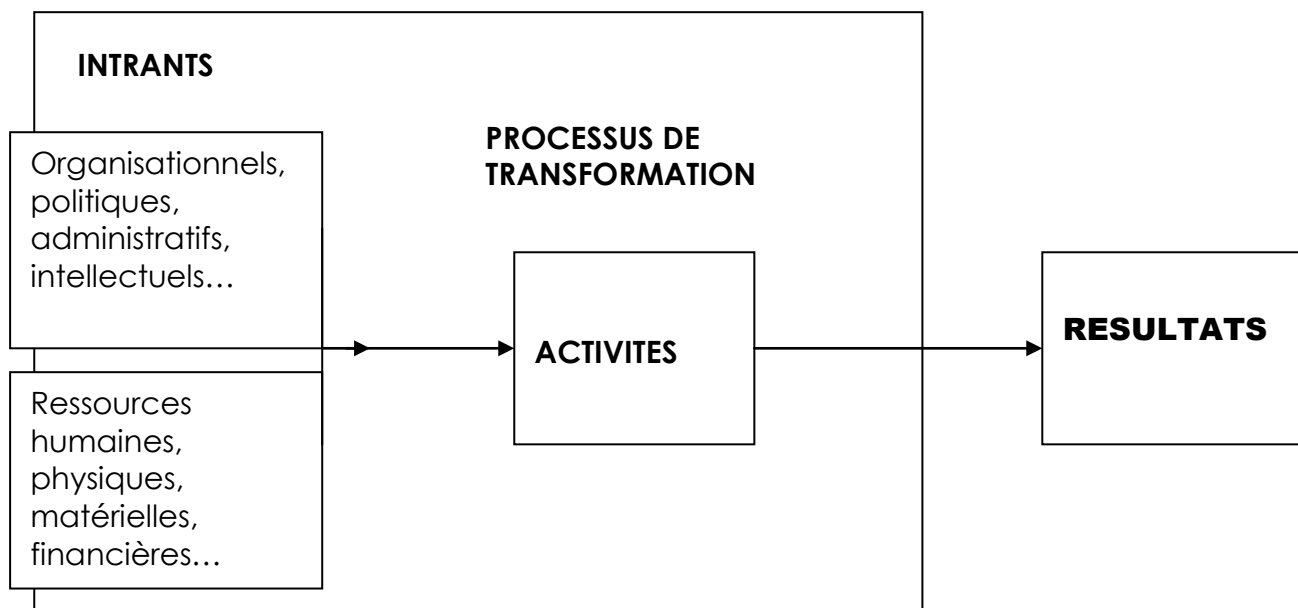 INTRANTS
PROCESSUS DE
TRANSFORMATION
Organisationnels,
politiques,
administratifs,
intellectuels…
ACTIVITES
RESULTATS
Ressources
humaines,
physiques,
matérielles,
financières…